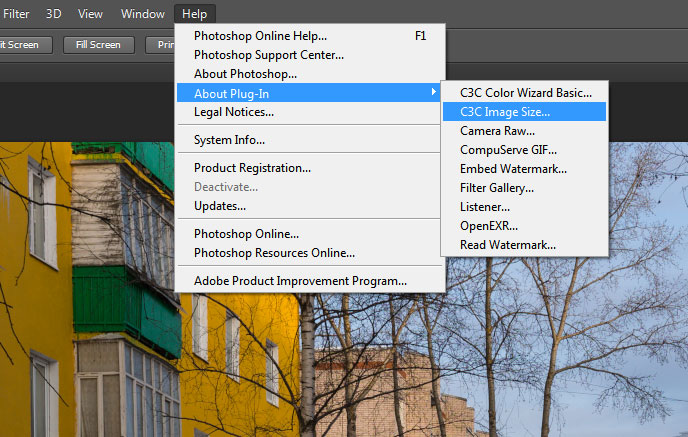 Filter 3D View Window Help
Fill Screen
Photoshop Online Help... F1
Photoshop Support Center...
About Photoshop...
About Plug-In
Legal Notices...
System Info...
Product Registration...
Deactivate...
Updates...
Photoshop Online...
Photoshop Resources Online...
Adobe Product Improvement Program...
C3C Color Wizard Basic...
C3C Image Size...
Camera Raw...
CompuServe GIF...
Embed Watermark...
Filter Gallery...
Listener...
OpenEXR...
Read Watermark...